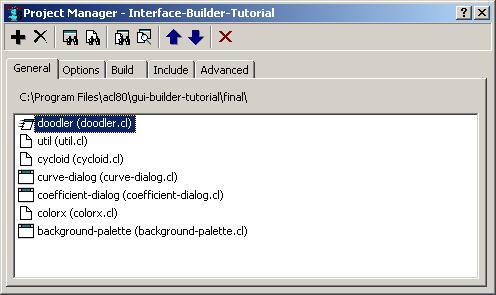 Project Manager - Interface-Builder-Tutorial
General Options Build Include Advanced
C:\Program Files\acl80\gui-builder-tutorial\final\
doodler (doodler.cl)
util (util.cl)
cycloid (cycloid.cl)
curve-dialog (curve-dialog.cl)
coefficient-dialog (coefficient-dialog.cl)
colorx (colorx.cl)
background-palette (background-palette.cl)